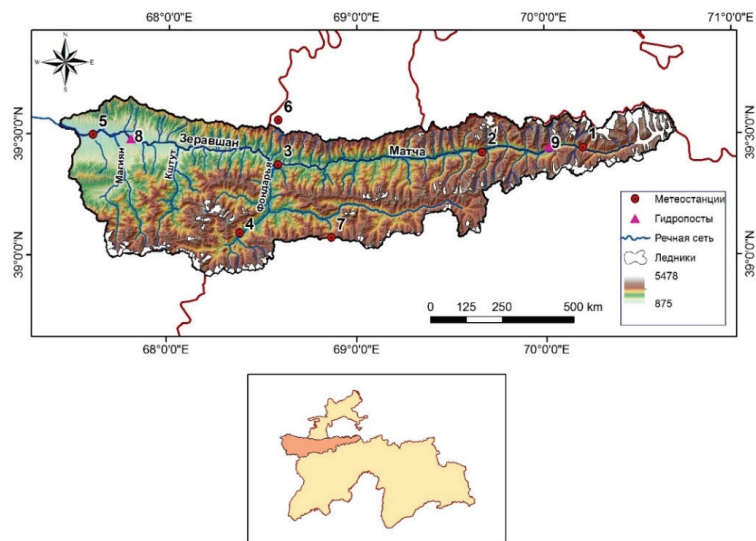 68°0'0"E 69°0'0"E 70°0'0"E 71°0'0"E
N
W E
S
39°30'0"N
39°30'0"N
39°0'0"N
39°0'0"N
5
8
6
Зеравшан
3
Матча
2
9
1
Магиян
Кштут
Фондарья
4
7
Метеостанции
Гидропосты
Речная сеть
Ледники
5478
875
0 125 250 500 km
68°0'0"E 69°0'0"E 70°0'0"E